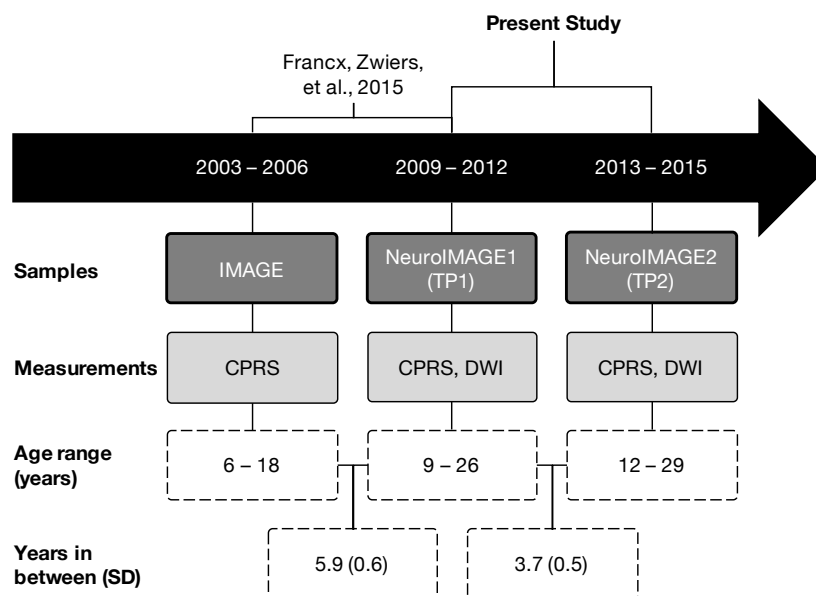 Present Study
Francx, Zwiers,
et al., 2015
2003 – 2006
2009 – 2012
2013 – 2015
Samples
IMAGE
NeuroIMAGE1
(TP1)
NeuroIMAGE2
(TP2)
Measurements
CPRS
CPRS, DWI
CPRS, DWI
Age range
(years)
6 – 18
9 – 26
12 – 29
Years in
between (SD)
5.9 (0.6)
3.7 (0.5)